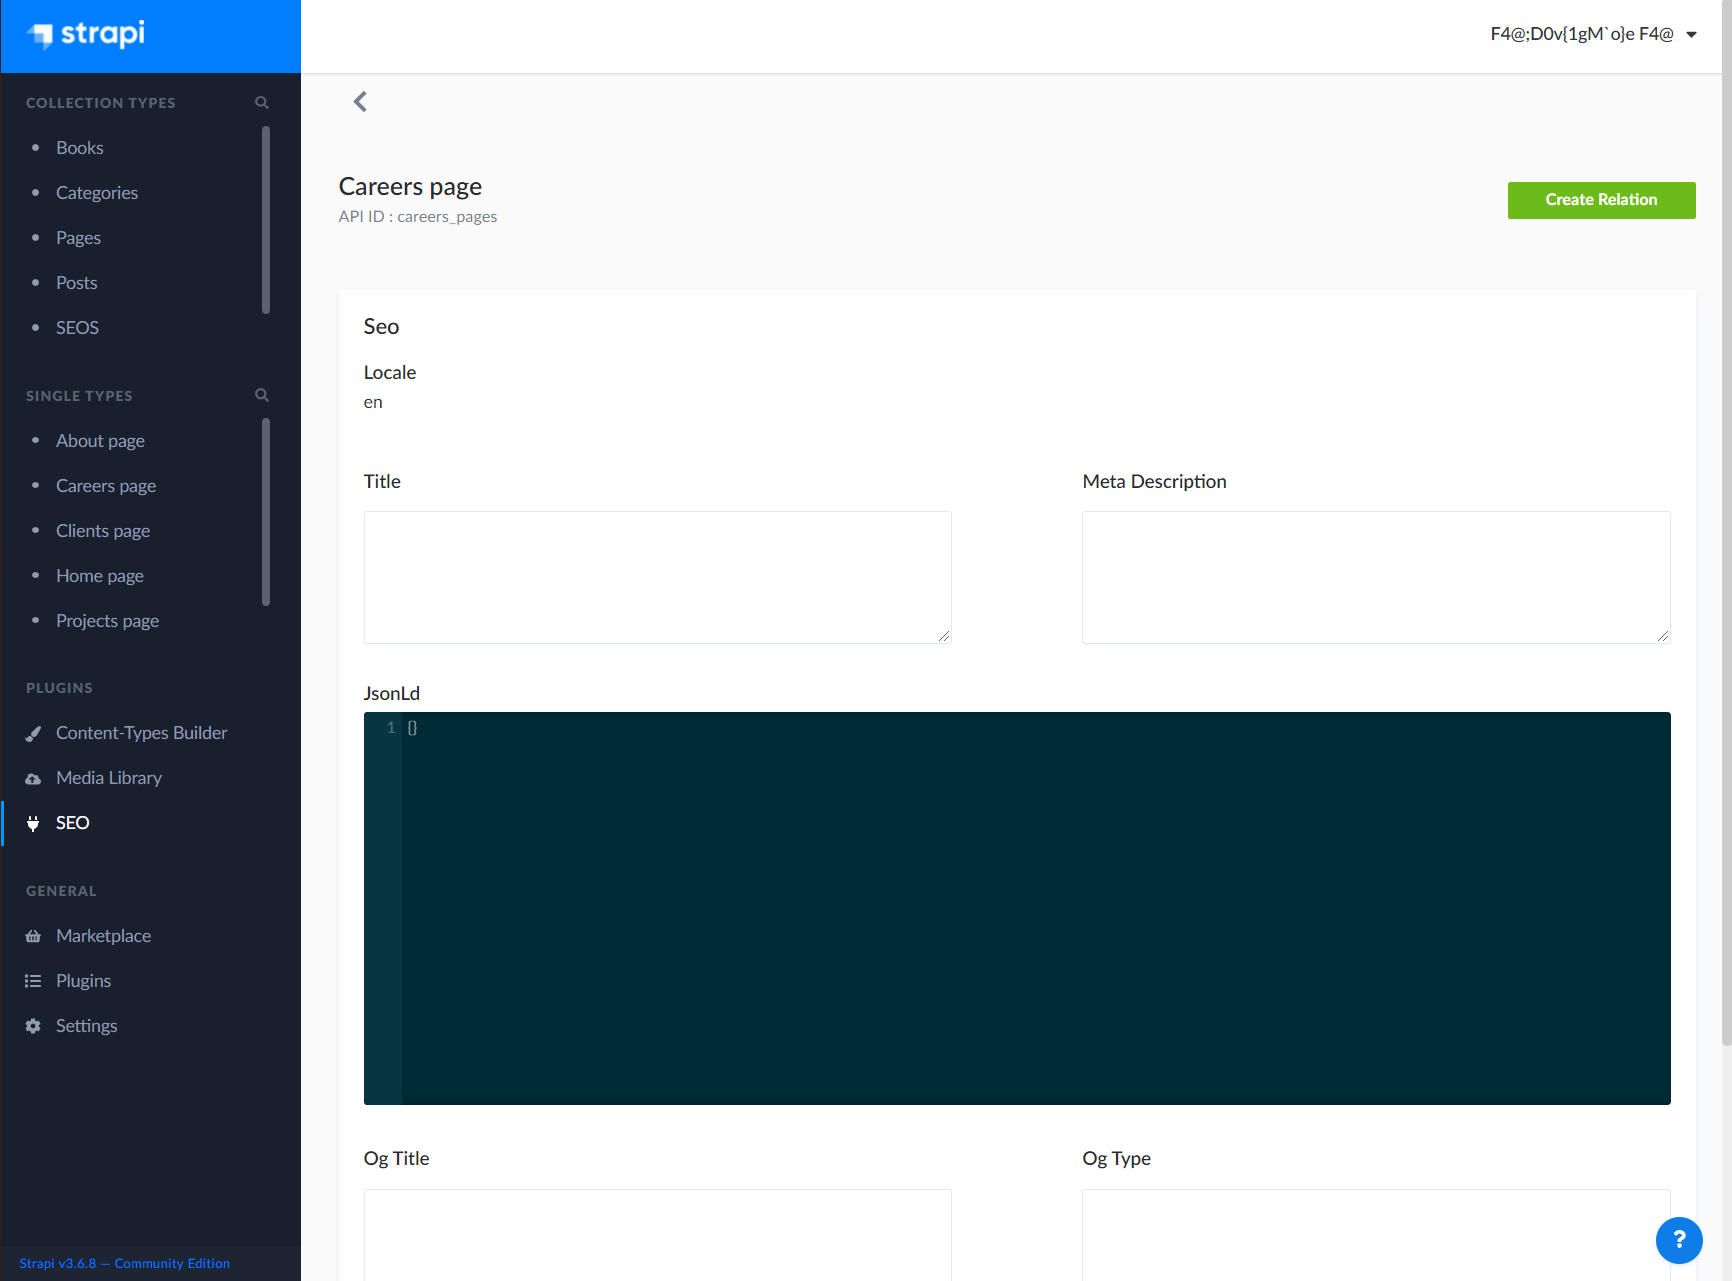 strapi
F4@;D0v{1gM`o}e F4@
COLLECTION TYPES
Books
Categories
Pages
Posts
SEOS
SINGLE TYPES
About page
Careers page
Clients page
Home page
Projects page
PLUGINS
Content-Types Builder
Media Library
SEO
GENERAL
Marketplace
Plugins
Settings
Strapi v3.6.8 — Community Edition
Careers page
API ID : careers_pages
Create Relation
Seo
Locale
en
Title
Meta Description
JsonLd
1 {}
Og Title
Og Type
?